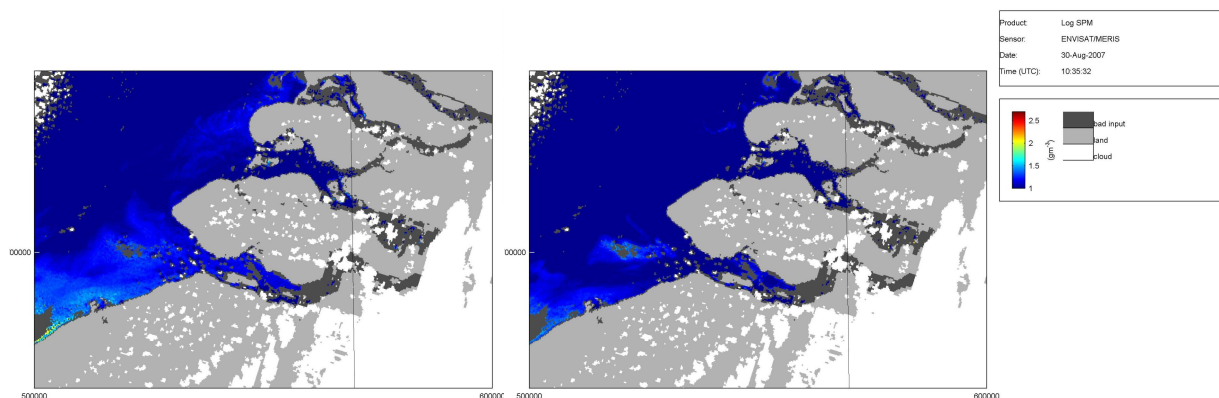 Product: Log SPM
Sensor: ENVISAT/MERIS
Date: 30-Aug-2007
Time (UTC): 10:35:32
2.5
2
1.5
1
(gm⁻³)
bad input
land
cloud
00000
00000
500000
600000
500000
600000